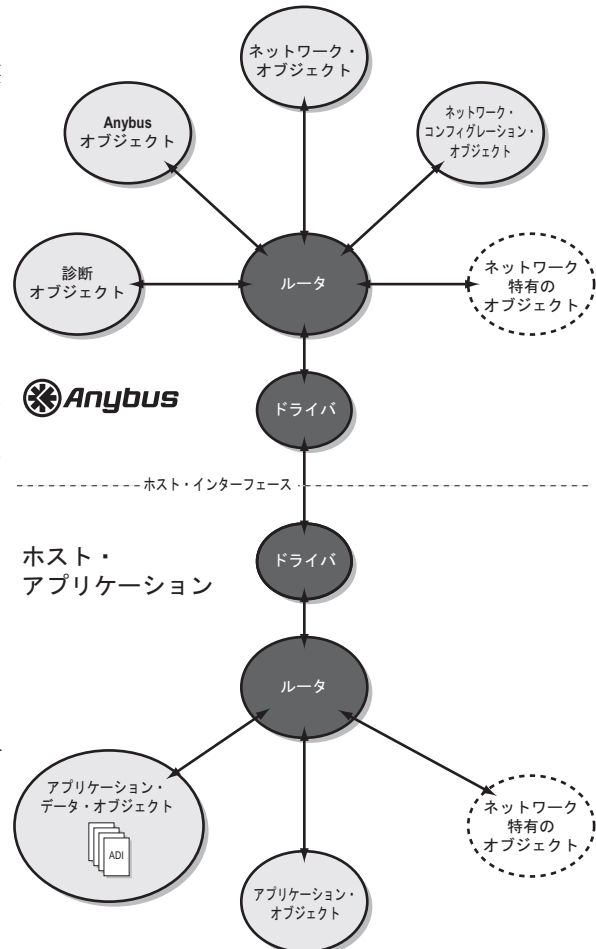 ネットワーク・
オブジェクト
Anybus
オブジェクト
ネットワーク・
コンフィグレーション・
オブジェクト
診断
オブジェクト
ルータ
ネットワーク
特有の
オブジェクト
Anybus
ドライバ
ホスト・インターフェース
ホスト・
アプリケーション
ドライバ
ルータ
アプリケーション・
データ・オブジェクト
ADI
ネットワーク
特有の
オブジェクト
アプリケーション・
オブジェクト